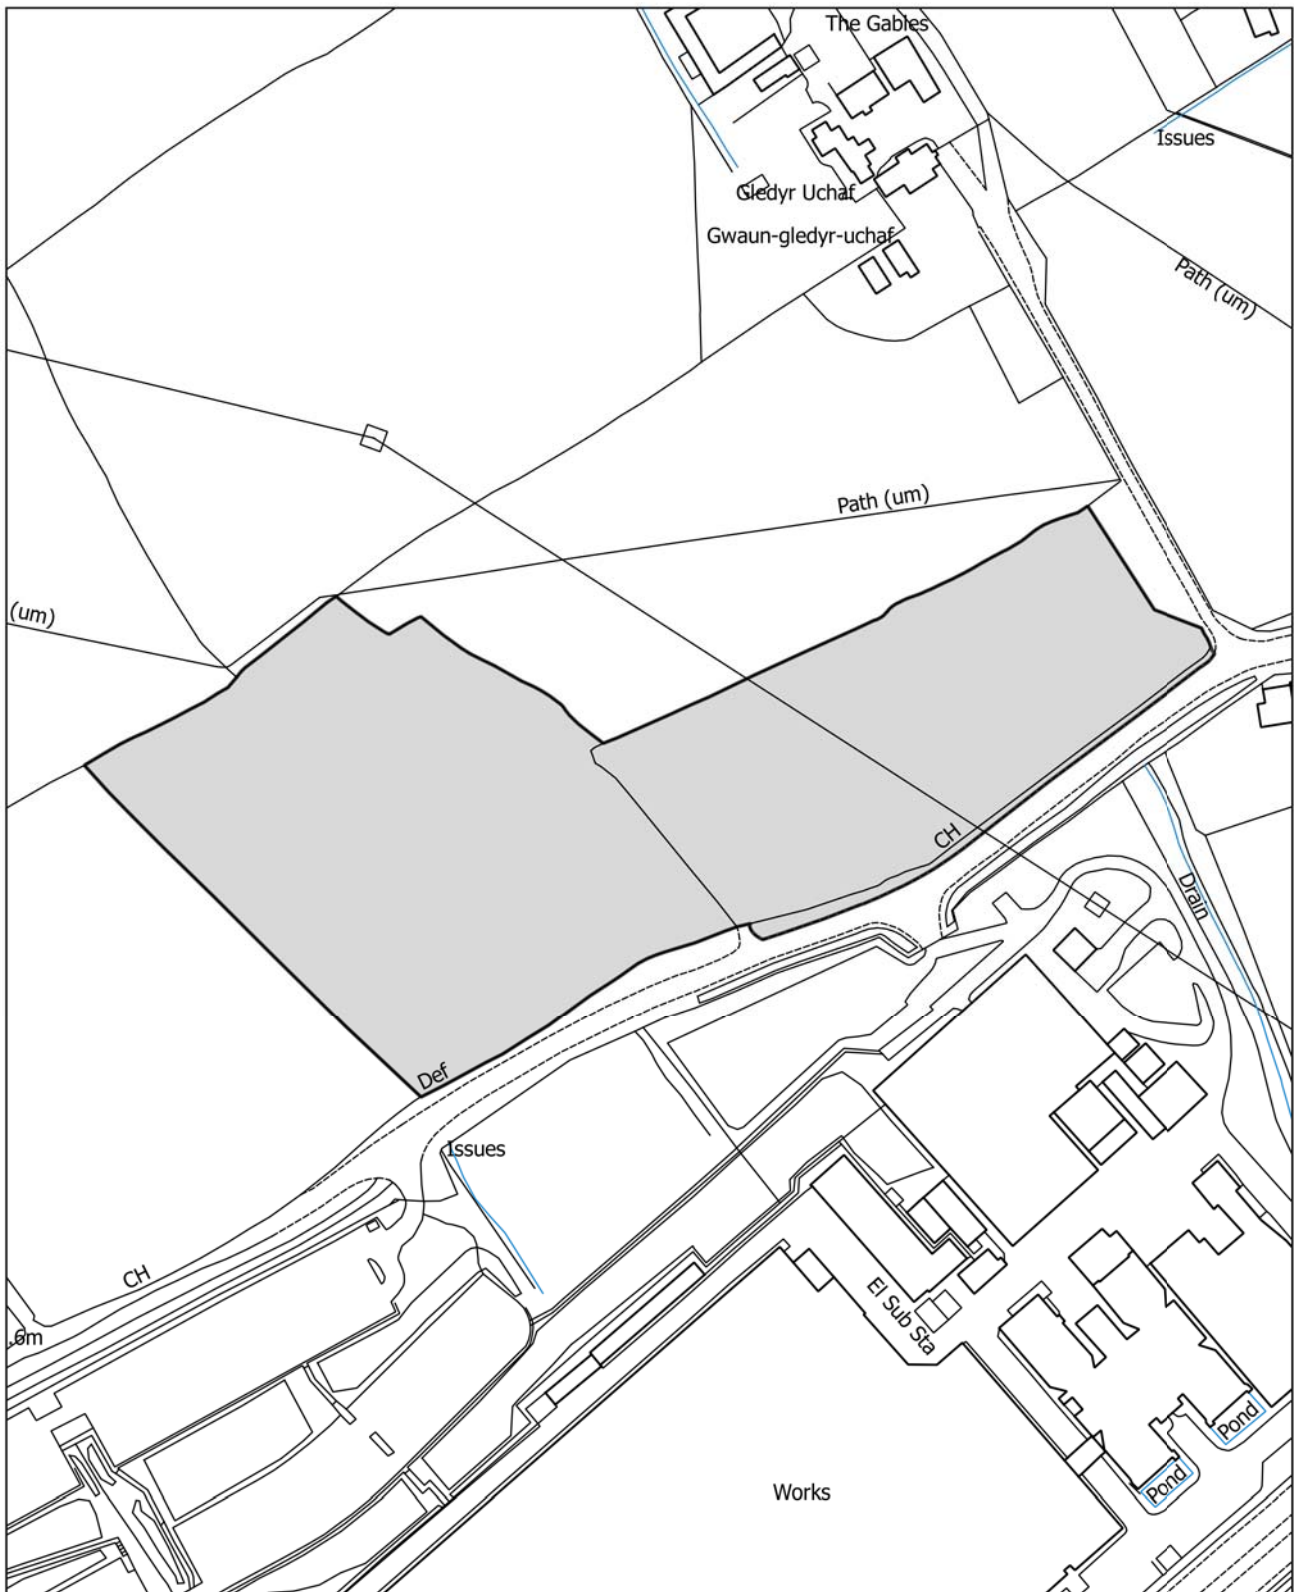 The Gables
Issues
Gledyr Uchaf
Gwaun-gledyr-uchaf
Path (um)
Path (um)
(um)
CH
Drain
Def
Issues
CH
El Sub Sta
.6m
Pond
Pond
Works